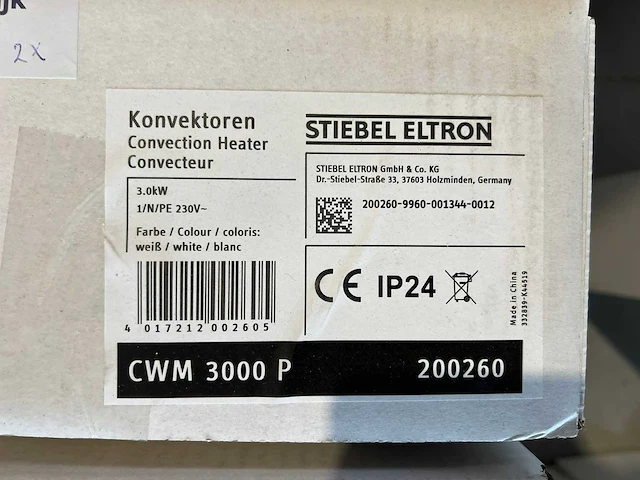 2x
Konvektoren
Convection Heater
Convecteur
STIEBEL ELTRON
3.0kW
1/N/PE 230V~
STIEBEL ELTRON GmbH & Co. KG
Dr.-Stiebel-Straße 33, 37603 Holzminden, Germany
200260-9960-001344-0012
Farbe / Colour / coloris:
weiß / white / blanc
4 017212 002605
CE IP24
Made in China
332839-K44519
CWM 3000 P 200260